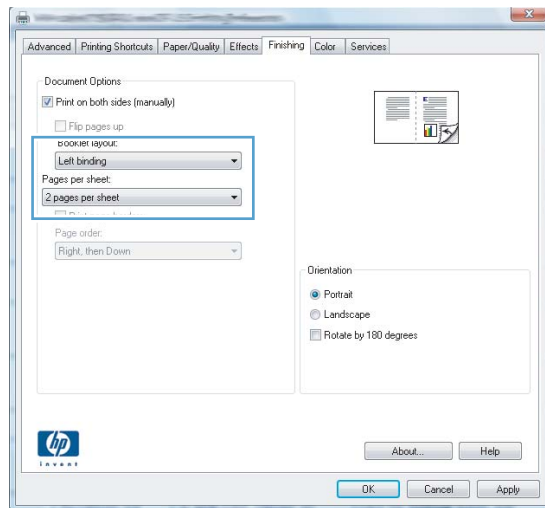 Advanced Printing Shortcuts Paper/Quality Effects Finishing Color Services
Document Options
Print on both sides (manually)
Flip pages up
Booklet layout:
Left binding
Pages per sheet:
2 pages per sheet
Page order:
Right, then Down
Orientation
Portrait
Landscape
Rotate by 180 degrees
hp
invent
About... Help
OK Cancel Apply